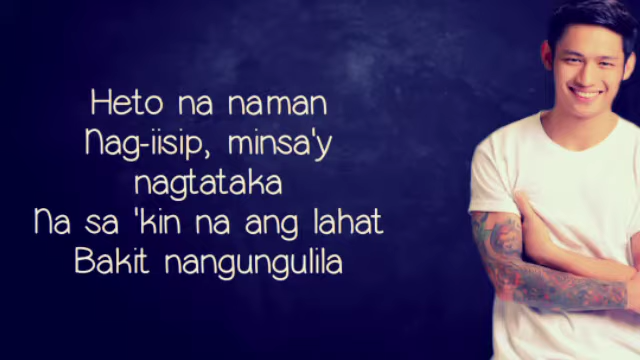 Heto na naman
Nag-iisip, minsa'y
nagtataka
Na sa 'kin na ang lahat
Bakit nangungulila